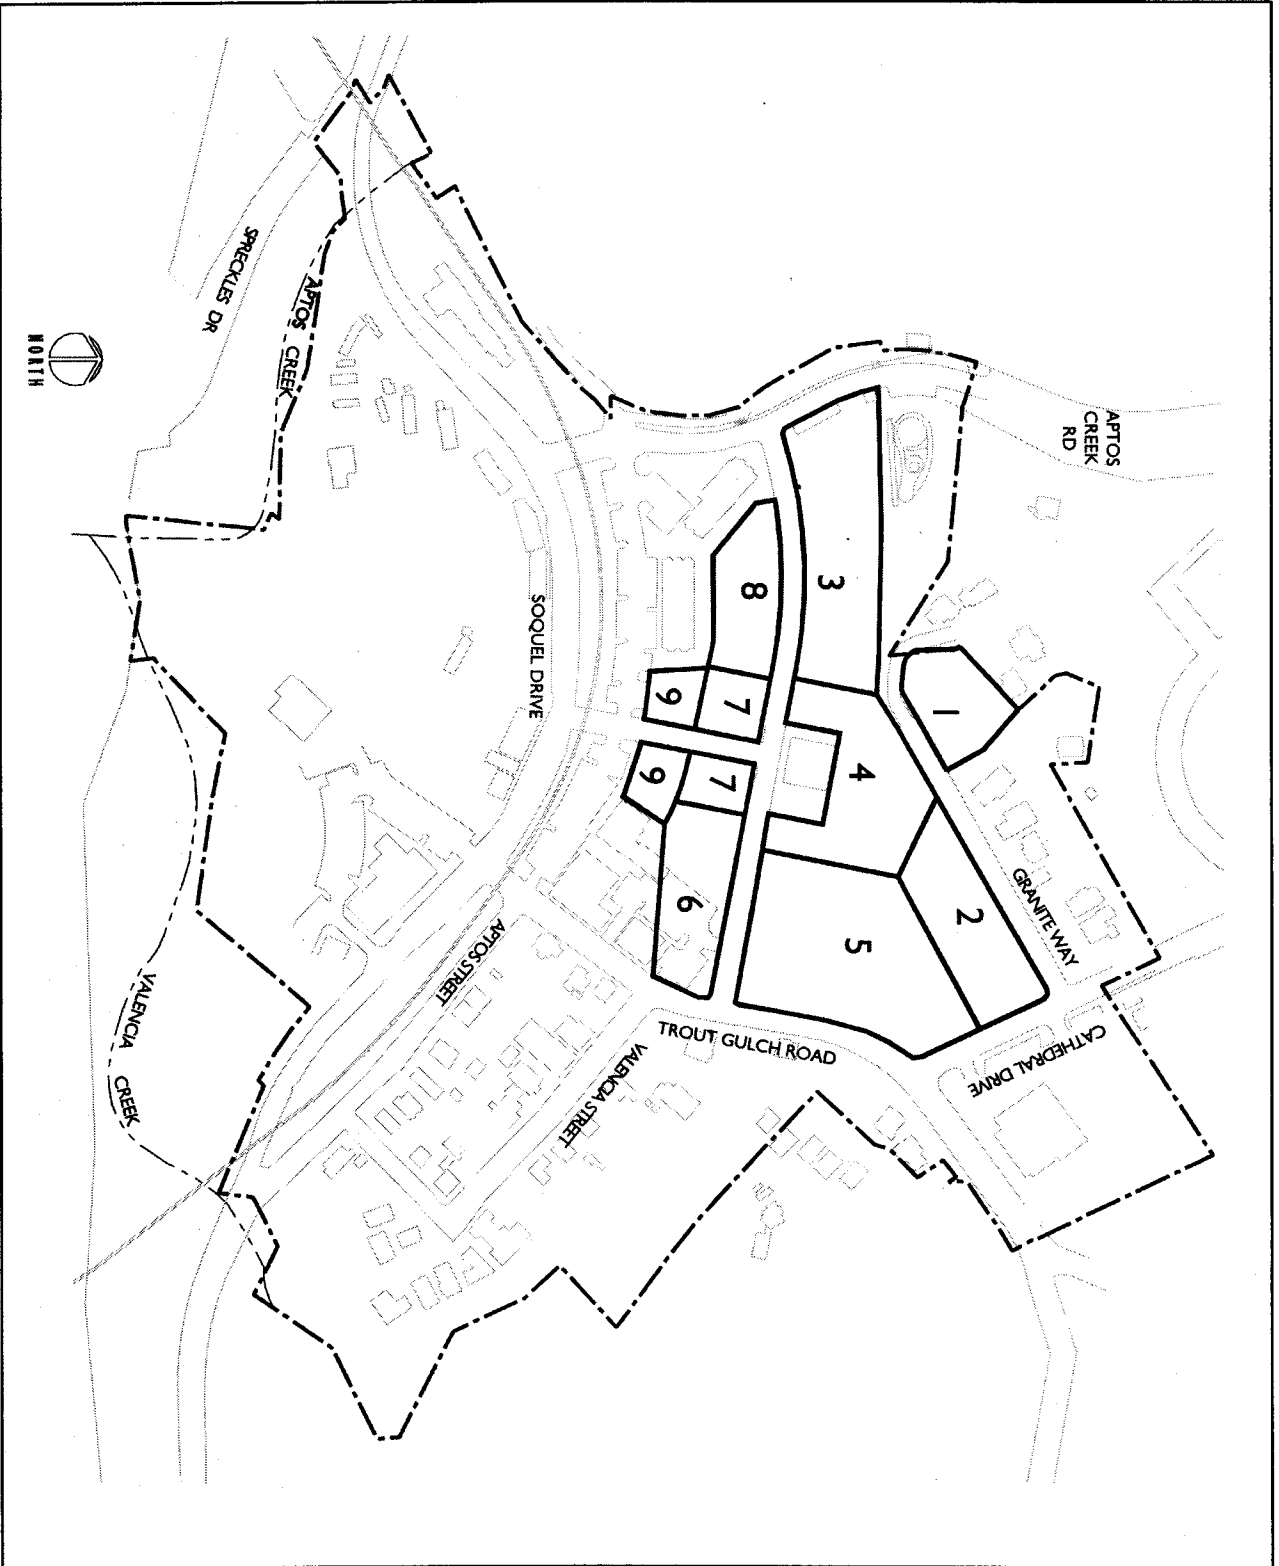 APTOS
CREEK
RD
CATHEDRAL DRIVE
GRANITE WAY
1
2
3
4
5
TROUT GULCH ROAD
8
7
7
6
9
9
VALENCIA STREET
SOQUEL DRIVE
APTOS STREET
APTOS CREEK
SPRECKLES DR
VALENCIA CREEK
NORTH